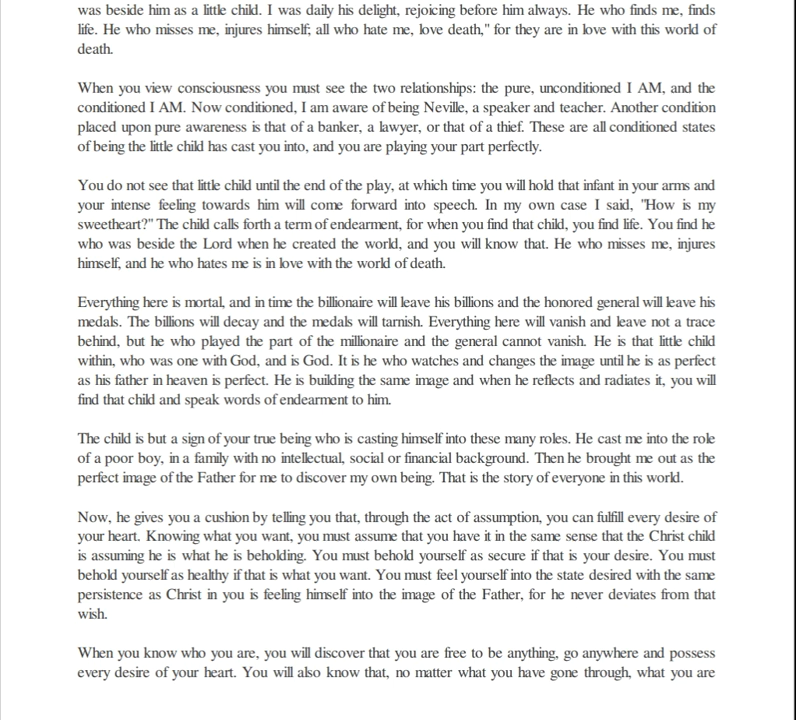 was beside him as a little child. I was daily his delight, rejoicing before him always. He who finds me, finds
life. He who misses me, injures himself; all who hate me, love death," for they are in love with this world of
death.
When you view consciousness you must see the two relationships: the pure, unconditioned I AM, and the
conditioned I AM. Now conditioned, I am aware of being Neville, a speaker and teacher. Another condition
placed upon pure awareness is that of a banker, a lawyer, or that of a thief. These are all conditioned states
of being the little child has cast you into, and you are playing your part perfectly.
You do not see that little child until the end of the play, at which time you will hold that infant in your arms and
your intense feeling towards him will come forward into speech. In my own case I said, "How is my
sweetheart?" The child calls forth a term of endearment, for when you find that child, you find life. You find he
who was beside the Lord when he created the world, and you will know that. He who misses me, injures
himself, and he who hates me is in love with the world of death.
Everything here is mortal, and in time the billionaire will leave his billions and the honored general will leave his
medals. The billions will decay and the medals will tarnish. Everything here will vanish and leave not a trace
behind, but he who played the part of the millionaire and the general cannot vanish. He is that little child
within, who was one with God, and is God. It is he who watches and changes the image until he is as perfect
as his father in heaven is perfect. He is building the same image and when he reflects and radiates it, you will
find that child and speak words of endearment to him.
The child is but a sign of your true being who is casting himself into these many roles. He cast me into the role
of a poor boy, in a family with no intellectual, social or financial background. Then he brought me out as the
perfect image of the Father for me to discover my own being. That is the story of everyone in this world.
Now, he gives you a cushion by telling you that, through the act of assumption, you can fulfill every desire of
your heart. Knowing what you want, you must assume that you have it in the same sense that the Christ child
is assuming he is what he is beholding. You must behold yourself as secure if that is your desire. You must
behold yourself as healthy if that is what you want. You must feel yourself into the state desired with the same
persistence as Christ in you is feeling himself into the image of the Father, for he never deviates from that
wish.
When you know who you are, you will discover that you are free to be anything, go anywhere and possess
every desire of your heart. You will also know that, no matter what you have gone through, what you are